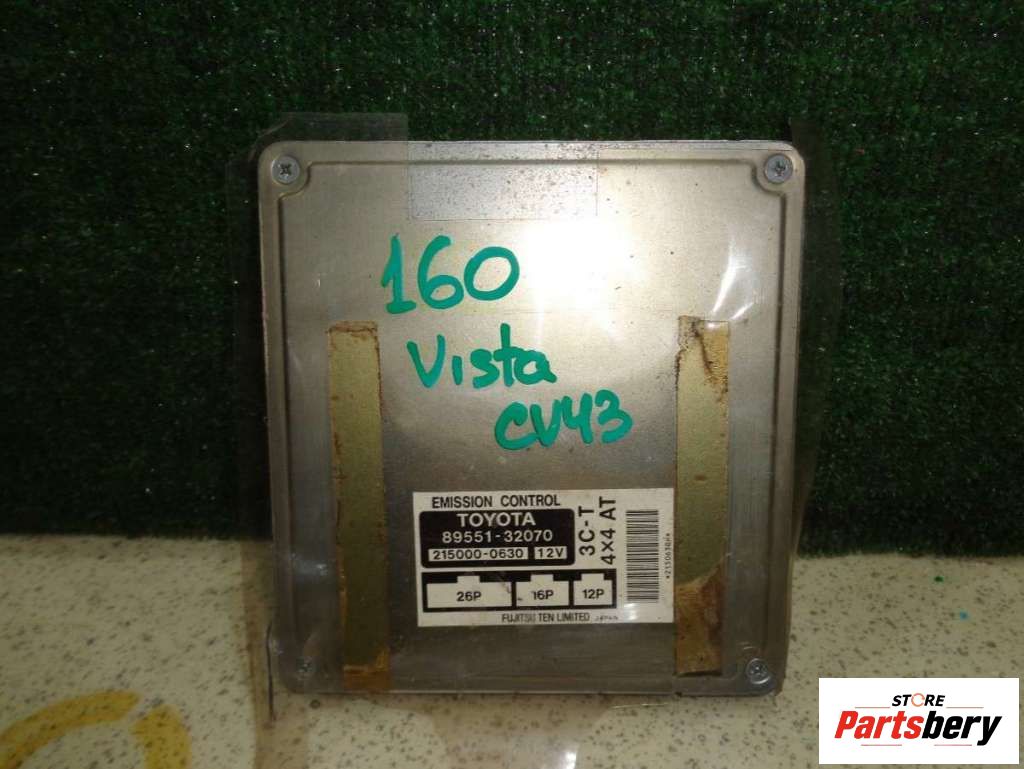 160
Vista
CV43
EMISSION CONTROL
TOYOTA
89551-32070
215000-0630 12V
3C-T
4×4 AT
26P 16P 12P
FUJITSU TEN LIMITED JAPAN
STORE
Partsbery